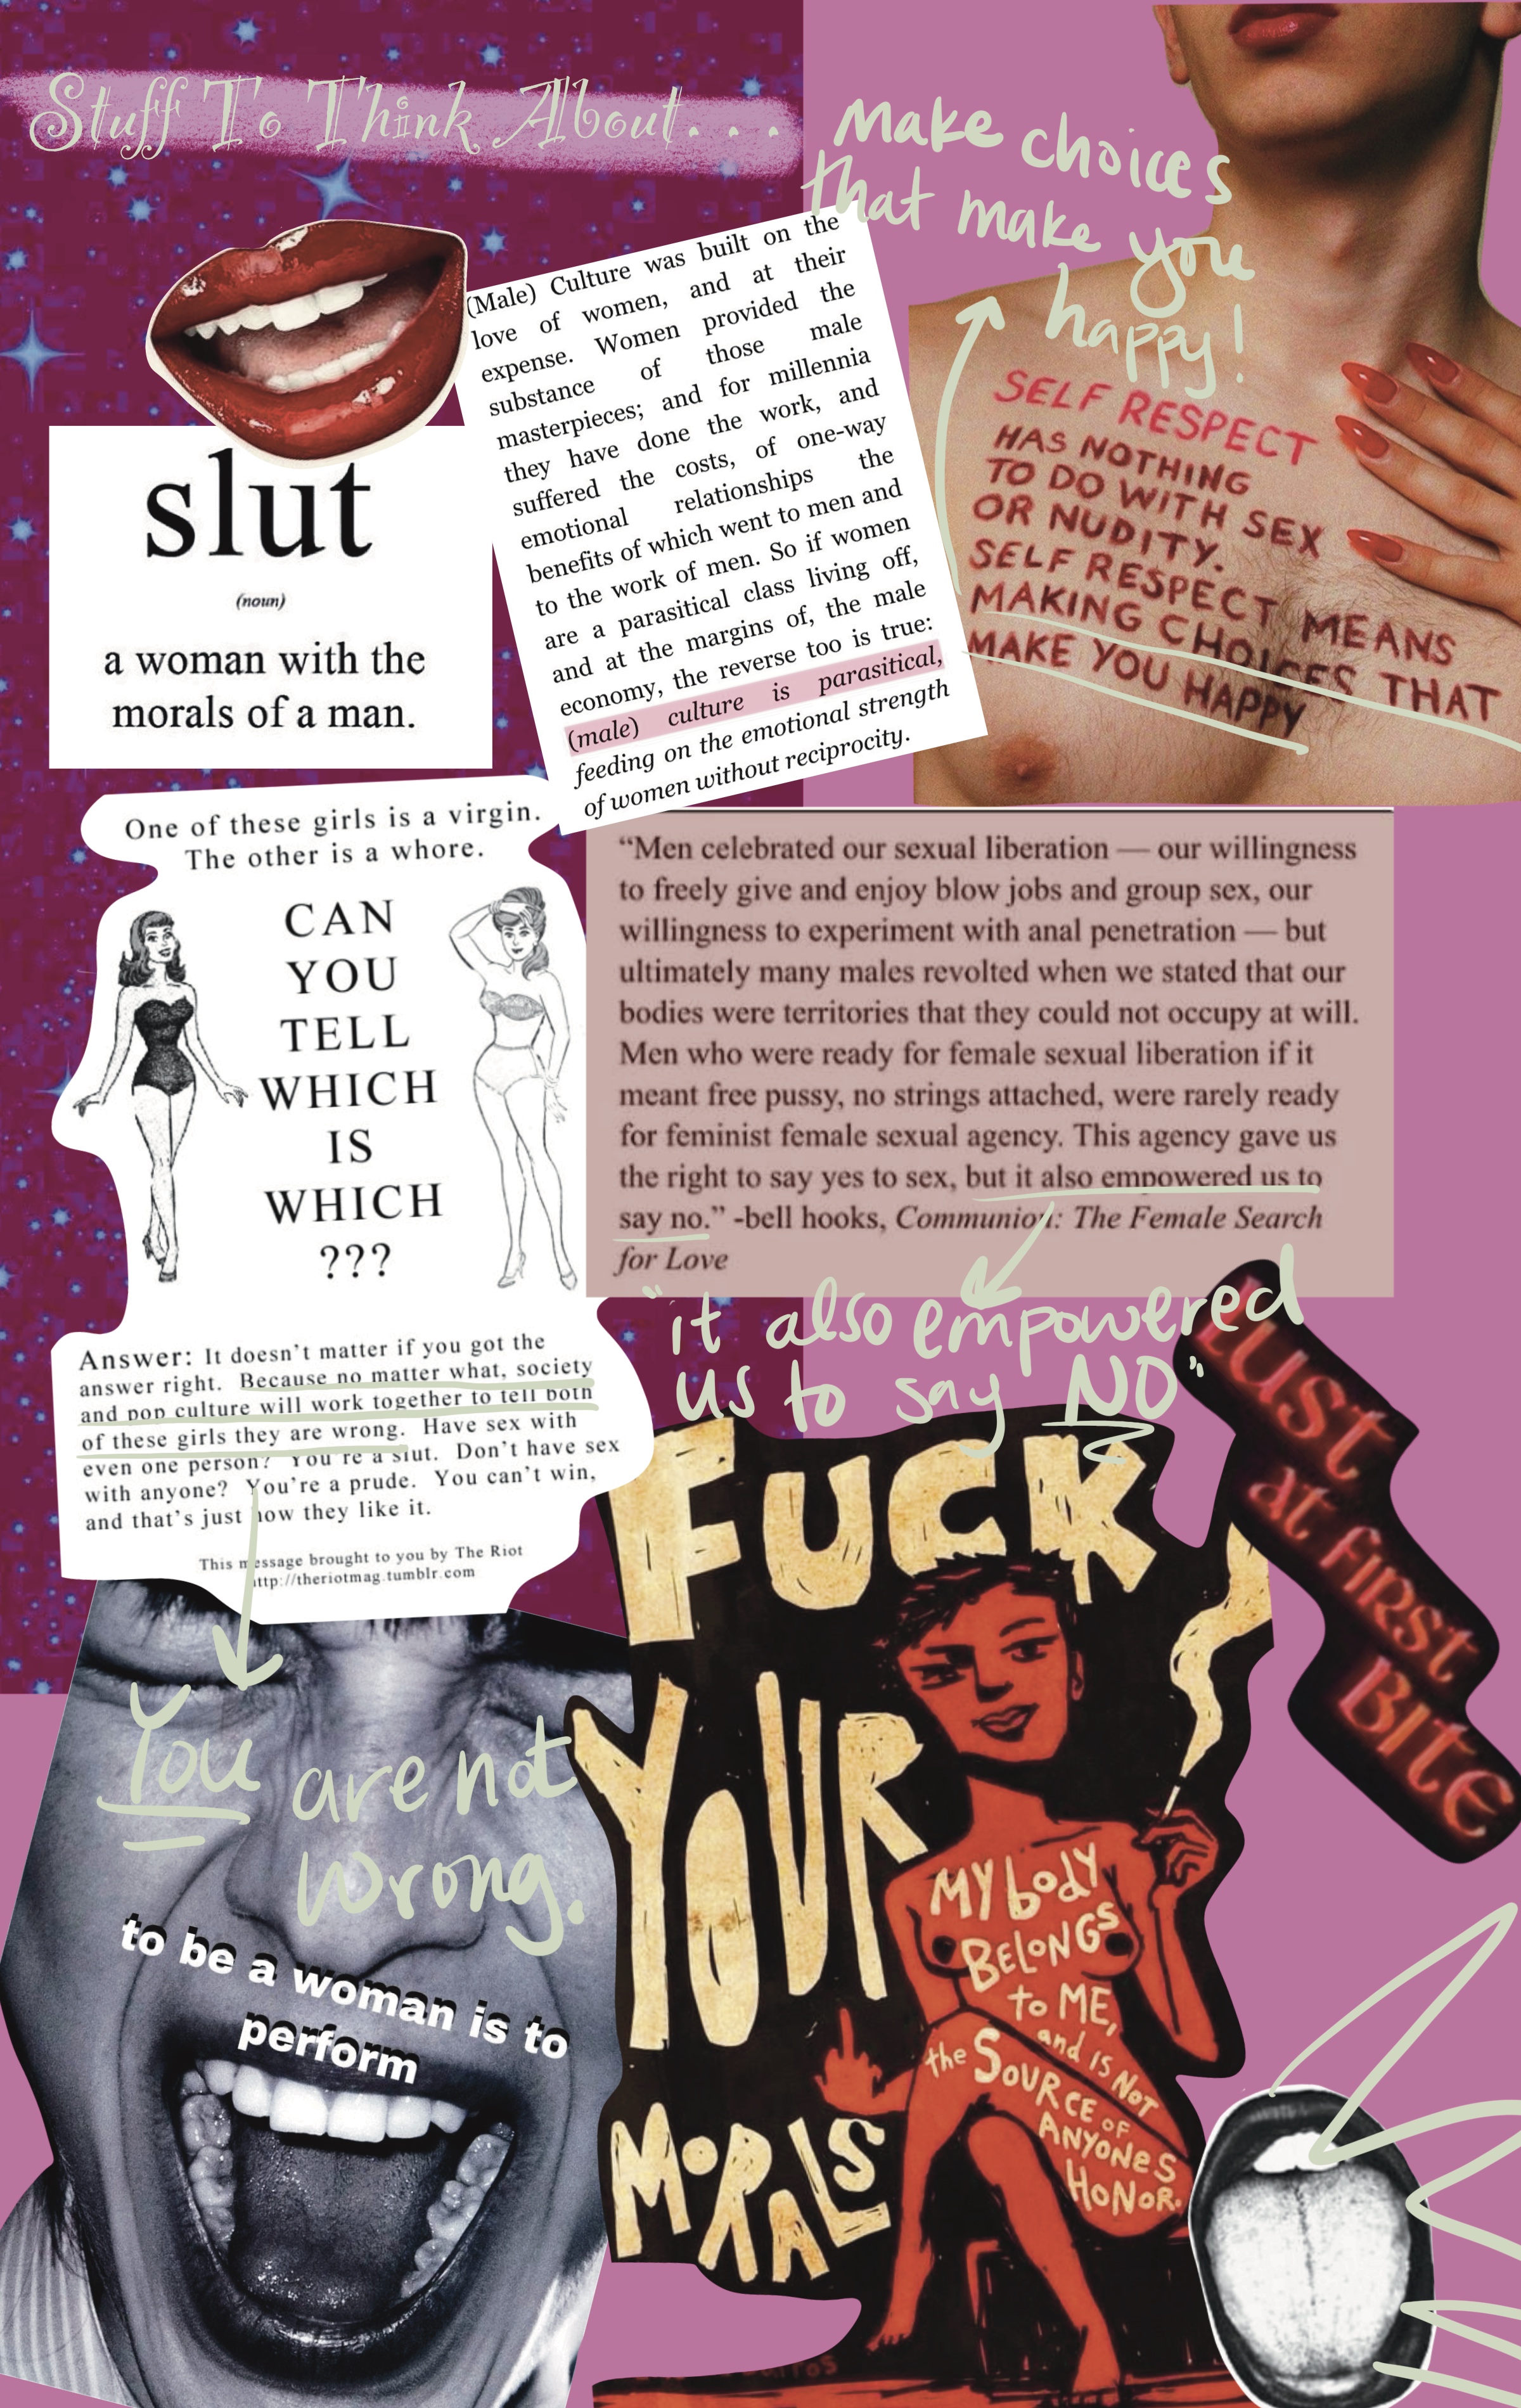 Stuff To Think About...
make choices
that make you
happy!
slut
(noun)
a woman with the
morals of a man.
(Male) Culture was built on the
love of women, and at their
expense. Women provided the
substance of those male
masterpieces; and for millennia
they have done the work, and
suffered the costs, of one-way
emotional relationships the
benefits of which went to men and
to the work of men. So if women
are a parasitical class living off,
and at the margins of, the male
economy, the reverse too is true:
(male) culture is parasitical,
feeding on the emotional strength
of women without reciprocity.
SELF RESPECT
HAS NOTHING
TO DO WITH SEX
OR NUDITY.
SELF RESPECT MEANS
MAKING CHOICES THAT
MAKE YOU HAPPY
One of these girls is a virgin.
The other is a whore.
CAN
YOU
TELL
WHICH
IS
WHICH
???
Answer: It doesn't matter if you got the
answer right. Because no matter what, society
and pop culture will work together to tell both
of these girls they are wrong. Have sex with
even one person? You're a slut. Don't have sex
with anyone? You're a prude. You can't win,
and that's just how they like it.
This message brought to you by The Riot
http://theriotmag.tumblr.com
“Men celebrated our sexual liberation — our willingness
to freely give and enjoy blow jobs and group sex, our
willingness to experiment with anal penetration — but
ultimately many males revolted when we stated that our
bodies were territories that they could not occupy at will.
Men who were ready for female sexual liberation if it
meant free pussy, no strings attached, were rarely ready
for feminist female sexual agency. This agency gave us
the right to say yes to sex, but it also empowered us to
say no.” -bell hooks, Communion: The Female Search
for Love
"it also empowered
us to say NO"
LUST
at first
BITE
You are not
wrong.
to be a woman is to
perform
FUCK
YOUR
MORALS
MY body
BELONGS
to ME,
and IS NOT
the SOURCE OF
ANYONES
HONOR.